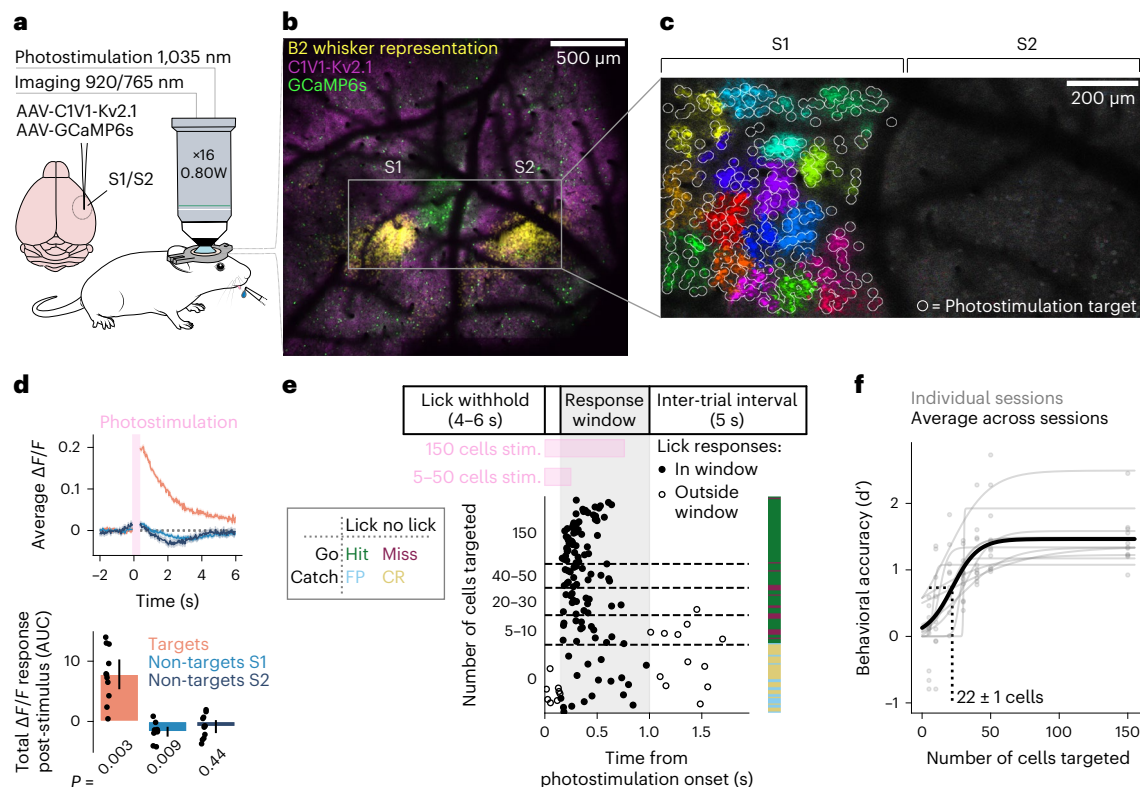 a
Photostimulation 1,035 nm
Imaging 920/765 nm
AAV-C1V1-Kv2.1
AAV-GCaMP6s
×16
0.80W
S1/S2
b
B2 whisker representation
C1V1-Kv2.1
GCaMP6s
500 µm
S1
S2
c
S1
S2
200 µm
= Photostimulation target
d
Photostimulation
Average ΔF/F
0.2
0.1
0
−2
0
2
4
6
Time (s)
Total ΔF/F response
post-stimulus (AUC)
10
0
Targets
Non-targets S1
Non-targets S2
P =
0.003
0.009
0.44
e
Lick withhold
(4–6 s)
Response
window
Inter-trial interval
(5 s)
150 cells stim.
5–50 cells stim.
Lick responses:
In window
Outside
window
Lick no lick
Go Hit Miss
Catch FP CR
Number of cells targeted
150
40–50
20–30
5–10
0
0
0.5
1.0
1.5
Time from
photostimulation onset (s)
f
Individual sessions
Average across sessions
Behavioral accuracy (d′)
2
1
0
−1
22 ± 1 cells
0
50
100
150
Number of cells targeted